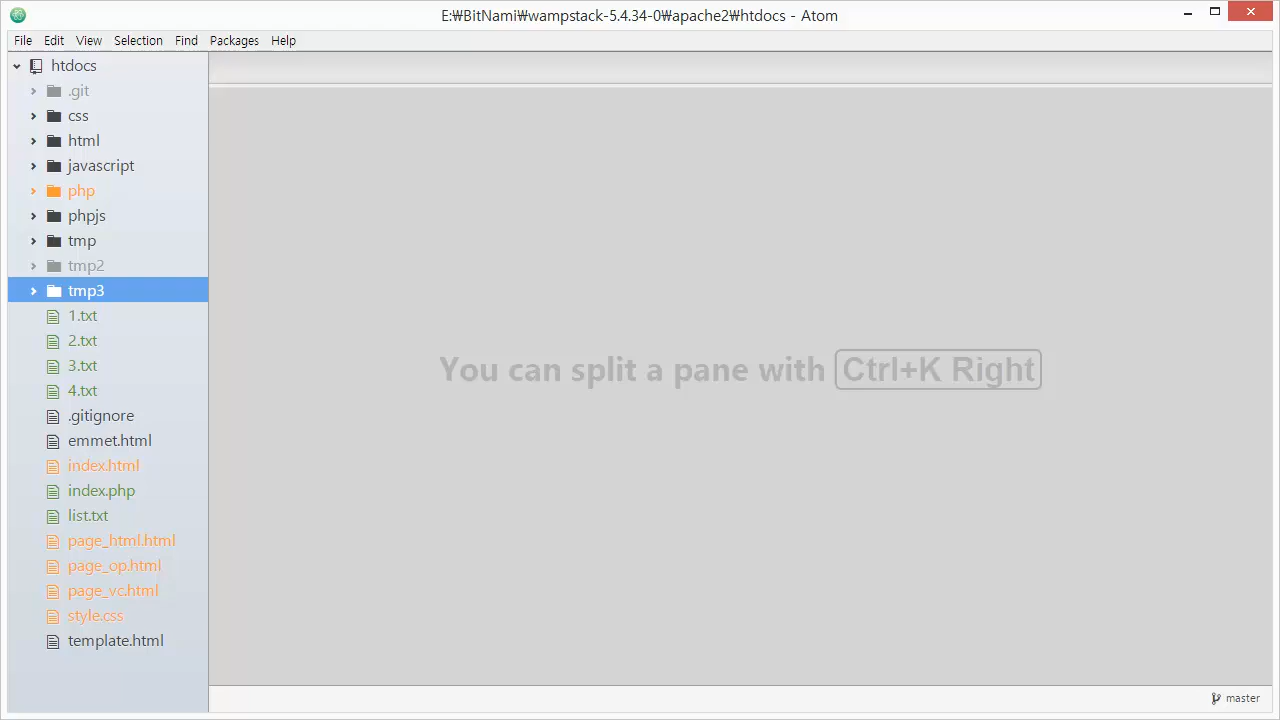 E:₩BitNami₩wampstack-5.4.34-0₩apache2₩htdocs - Atom
File Edit View Selection Find Packages Help
htdocs
.git
css
html
javascript
php
phpjs
tmp
tmp2
tmp3
1.txt
2.txt
3.txt
4.txt
.gitignore
emmet.html
index.html
index.php
list.txt
page_html.html
page_op.html
page_vc.html
style.css
template.html
You can split a pane with Ctrl+K Right
master